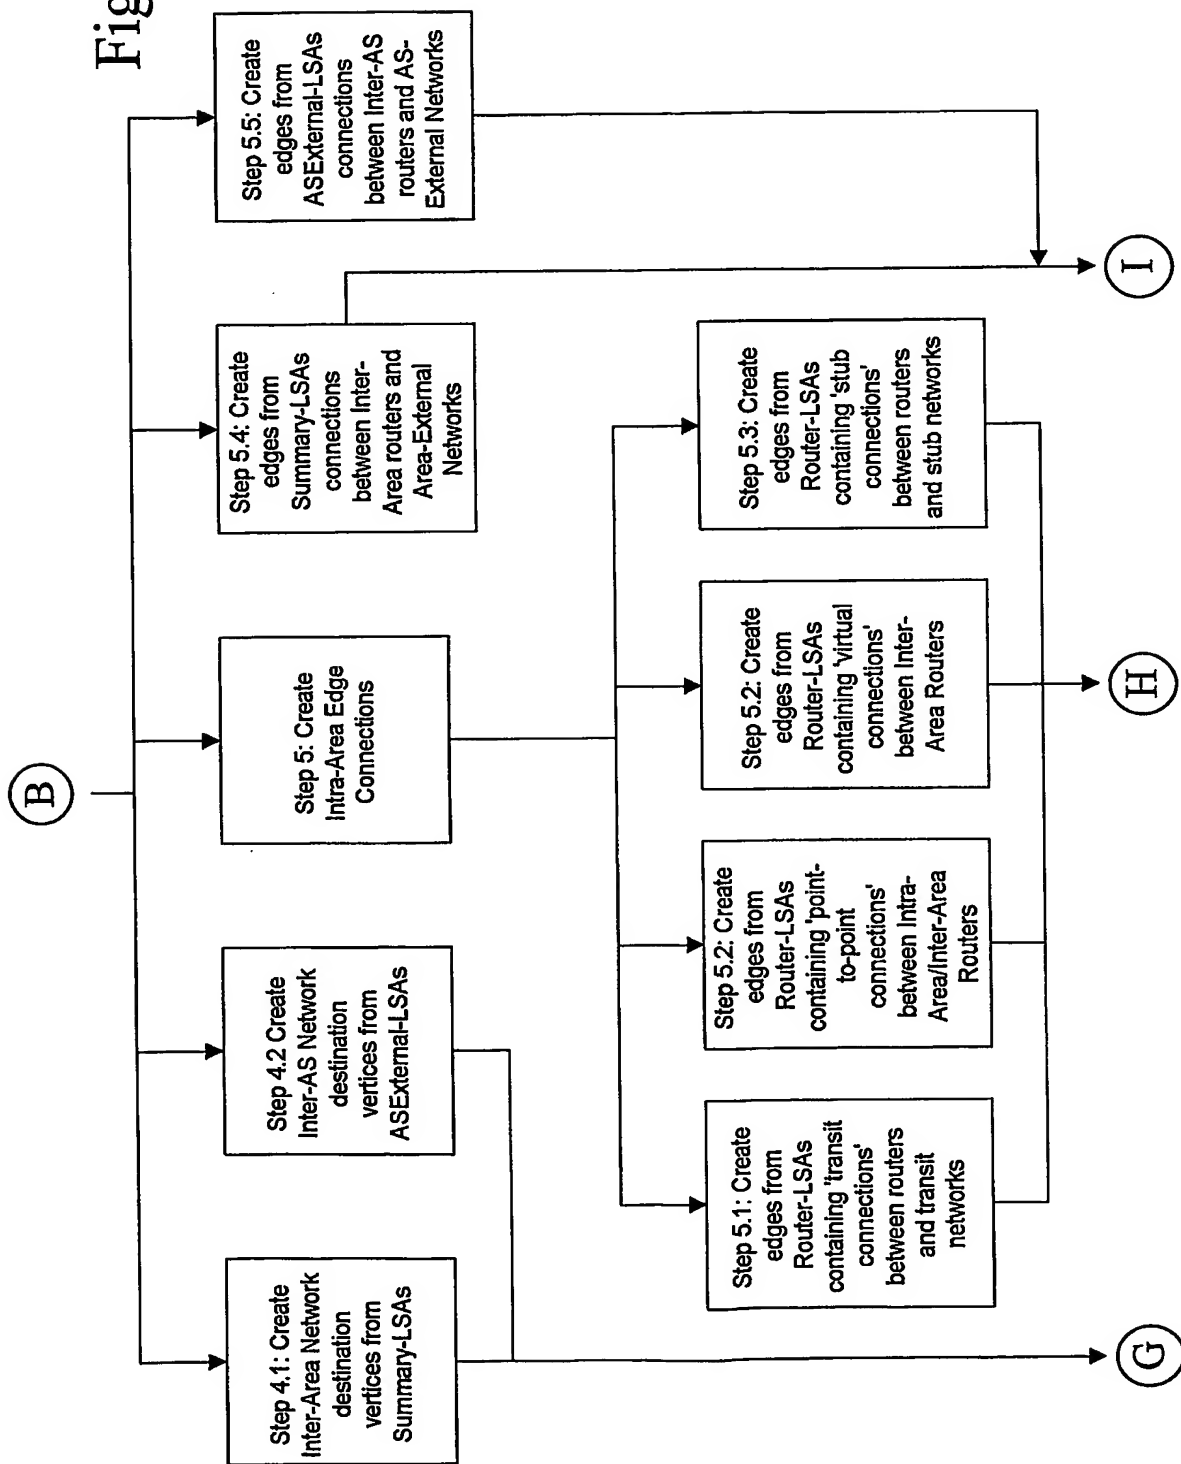 Fig
B
Step 4.1: Create
Inter-Area Network
destination
vertices from
Summary-LSAs
Step 4.2 Create
Inter-AS Network
destination
vertices from
ASExternal-LSAs
Step 5: Create
Intra-Area Edge
Connections
Step 5.4: Create
edges from
Summary-LSAs
connections
between Inter-
Area routers and
Area-External
Networks
Step 5.5: Create
edges from
ASExternal-LSAs
connections
between Inter-AS
routers and AS-
External Networks
Step 5.1: Create
edges from
Router-LSAs
containing 'transit
connections'
between routers
and transit
networks
Step 5.2: Create
edges from
Router-LSAs
containing 'point-
to-point
connections'
between Intra-
Area/Inter-Area
Routers
Step 5.2: Create
edges from
Router-LSAs
containing 'virtual
connections'
between Inter-
Area Routers
Step 5.3: Create
edges from
Router-LSAs
containing 'stub
connections'
between routers
and stub networks
G
H
I